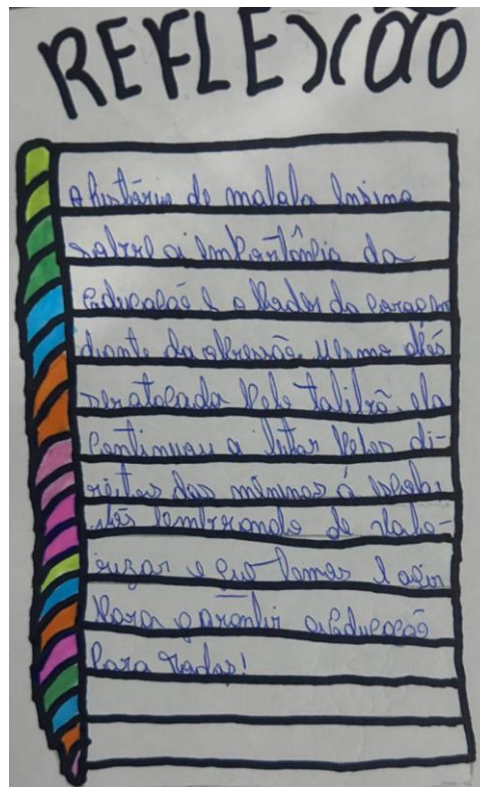 REFLEXÃO
A história de malala Ensina
sobre a importância da
Educação e o Poder da coragem
diante da opressão. Mesmo após
ser atacada Pelo talibã, ela
Continuou a lutar Pelos di-
reitos das meninas à
nos lembrando de valo-
rizar o que temos e agir
Para garantir a Educação
Para todos!